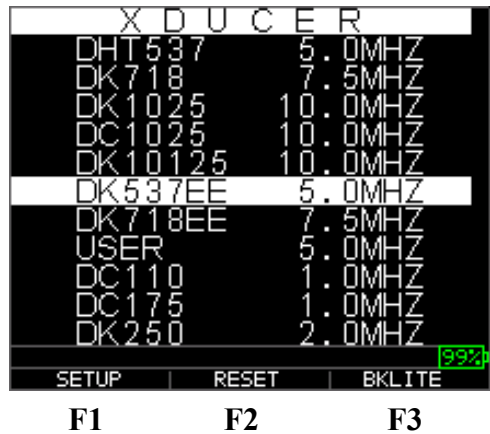 XDUCER
DHT537 5.0MHZ
DK718 7.5MHZ
DK1025 10.0MHZ
DC1025 10.0MHZ
DK10125 10.0MHZ
DK537EE 5.0MHZ
DK718EE 7.5MHZ
USER 5.0MHZ
DC110 1.0MHZ
DC175 1.0MHZ
DK250 2.0MHZ
99%
SETUP | RESET | BKLITE
F1 F2 F3